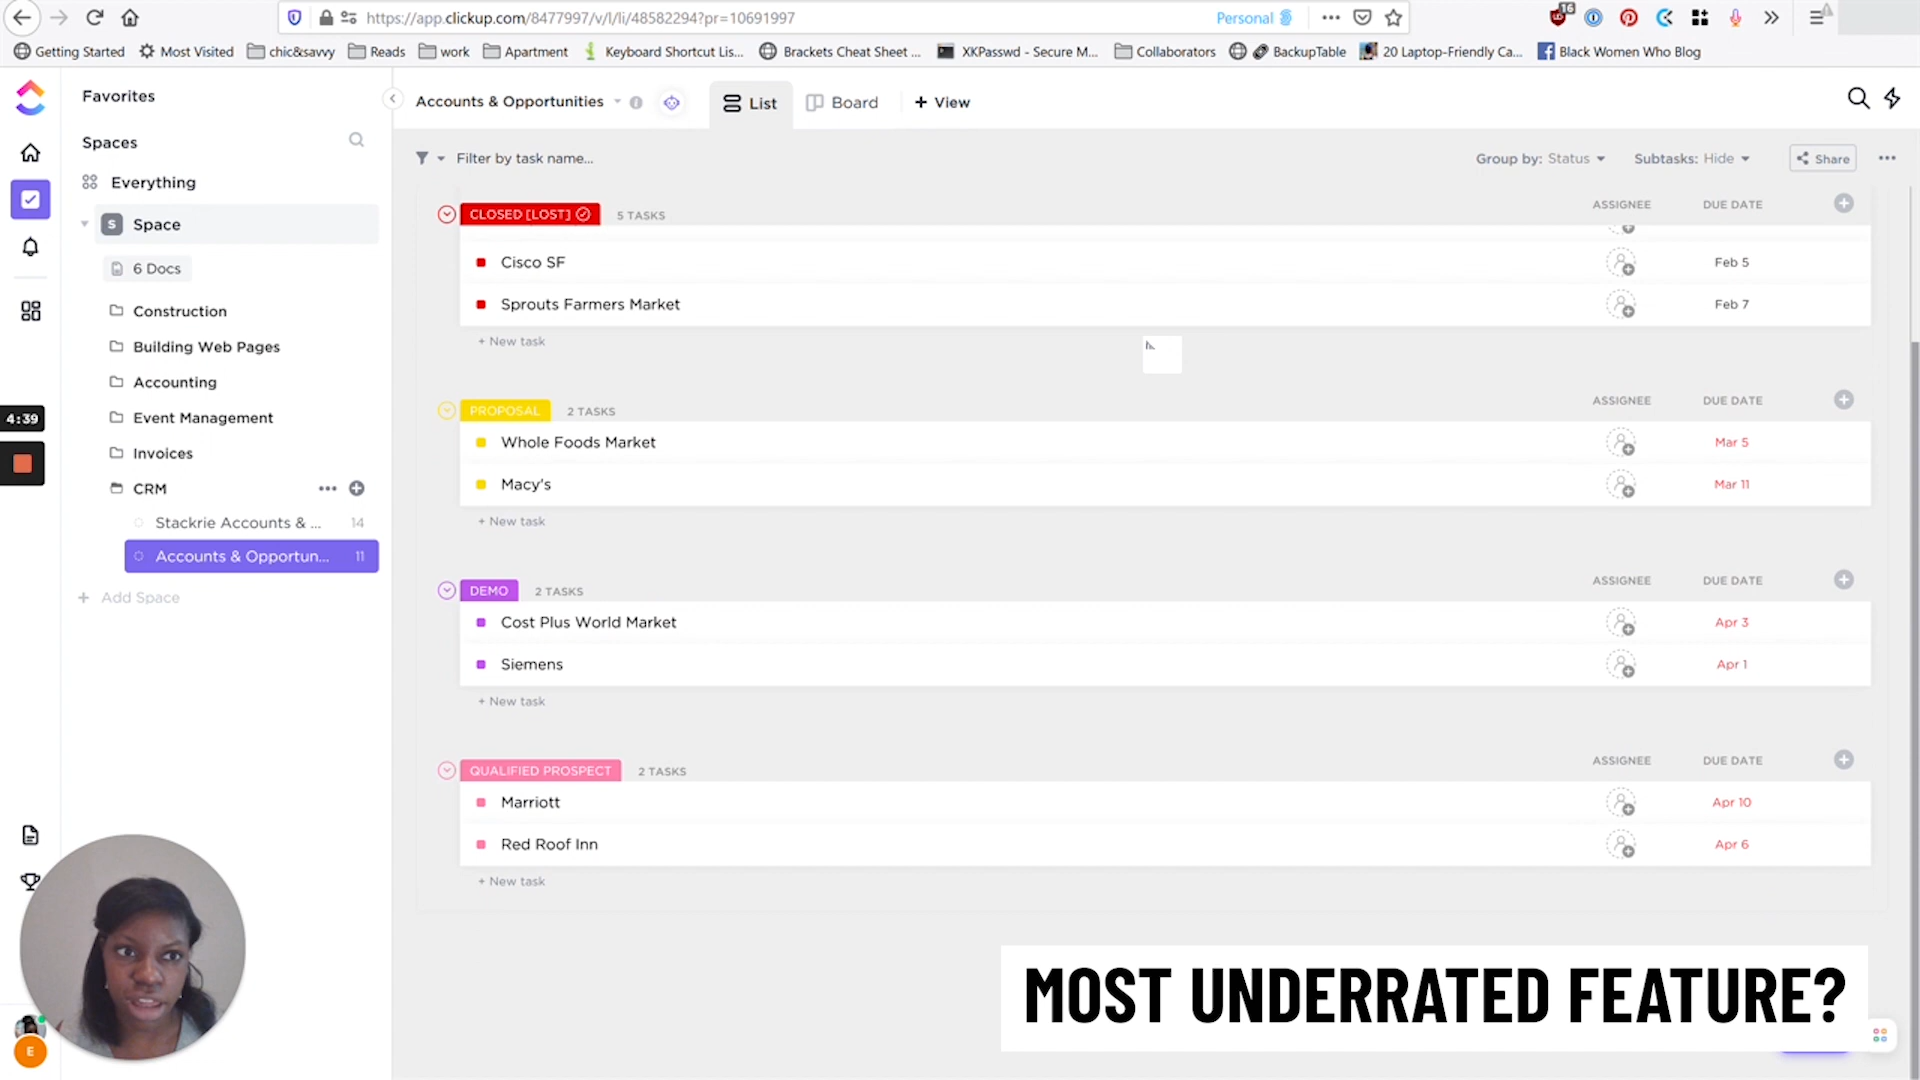 https://app.clickup.com/8477997/v/l/li/48582294?pr=10691997
Personal
16
Getting Started
Most Visited
chic&savvy
Reads
work
Apartment
Keyboard Shortcut Lis...
Brackets Cheat Sheet ...
XKPasswd - Secure M...
Collaborators
BackupTable
20 Laptop-Friendly Ca...
Black Women Who Blog
Favorites
Accounts & Opportunities
List
Board
+ View
Spaces
Filter by task name...
Group by: Status
Subtasks: Hide
Share
Everything
S Space
6 Docs
Construction
Building Web Pages
Accounting
Event Management
Invoices
CRM
Stackrie Accounts & ... 14
Accounts & Opportun... 11
+ Add Space
4:39
E
CLOSED [LOST] 5 TASKS ASSIGNEE DUE DATE
Cisco SF Feb 5
Sprouts Farmers Market Feb 7
+ New task
PROPOSAL 2 TASKS ASSIGNEE DUE DATE
Whole Foods Market Mar 5
Macy's Mar 11
+ New task
DEMO 2 TASKS ASSIGNEE DUE DATE
Cost Plus World Market Apr 3
Siemens Apr 1
+ New task
QUALIFIED PROSPECT 2 TASKS ASSIGNEE DUE DATE
Marriott Apr 10
Red Roof Inn Apr 6
+ New task
MOST UNDERRATED FEATURE?